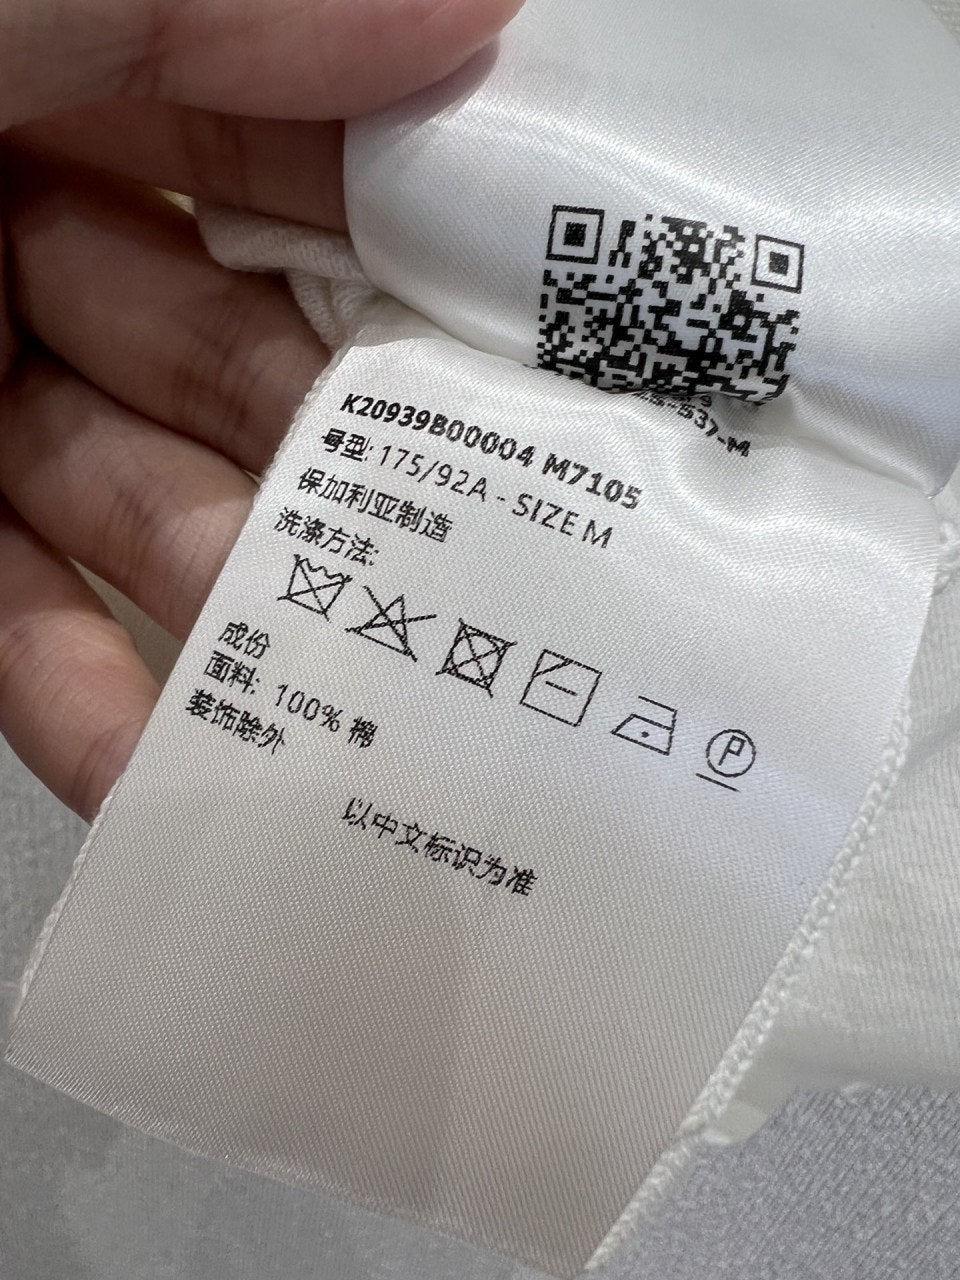 K20939B00004 M7105
号型: 175/92A - SIZE M
保加利亚制造
洗涤方法:
P
成份
面料: 100% 棉
装饰除外
以中文标识为准